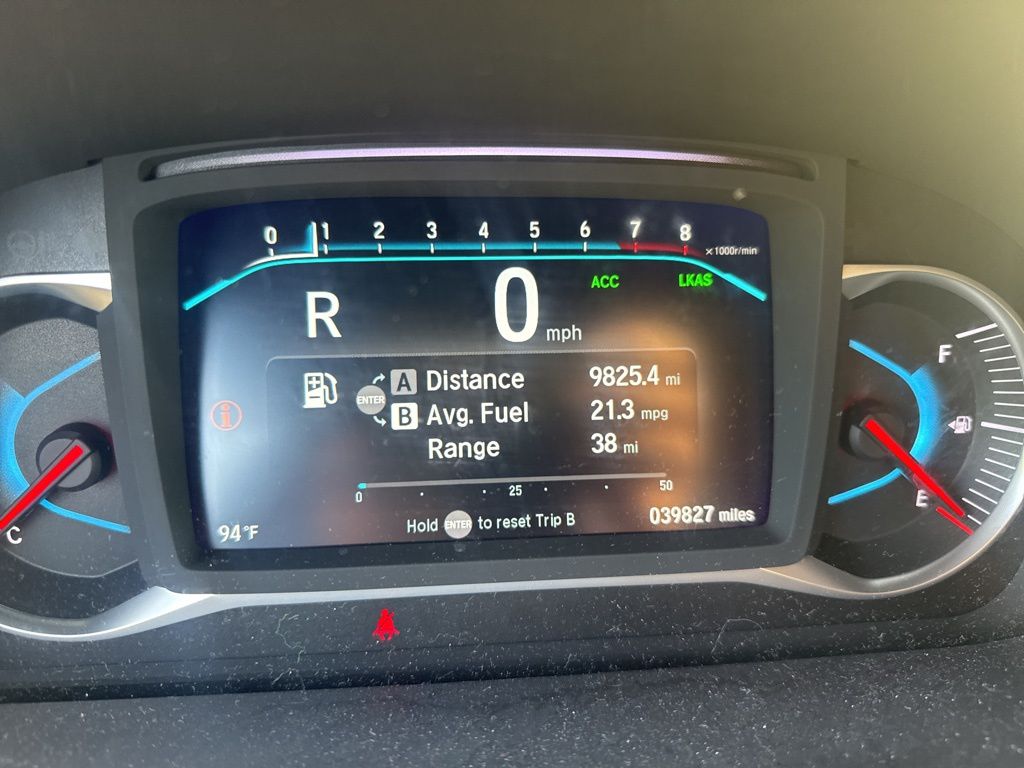 0 1 2 3 4 5 6 7 8
×1000r/min
ACC LKAS
R 0 mph
F
A Distance 9825.4 mi
ENTER
B Avg. Fuel 21.3 mpg
Range 38 mi
i
E
0 25 50
C
94°F
Hold ENTER to reset Trip B
039827 miles